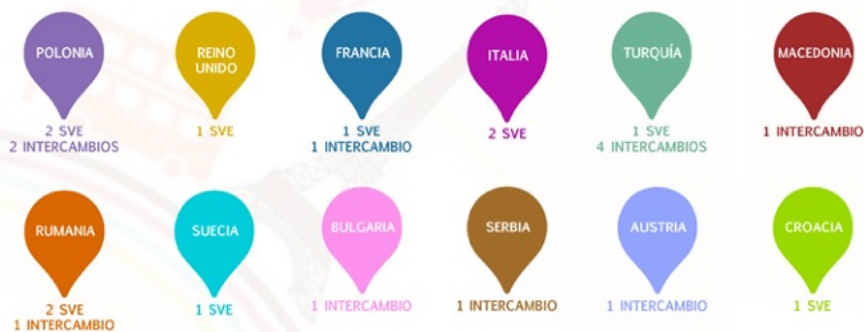 POLONIA
2 SVE
2 INTERCAMBIOS
REINO
UNIDO
1 SVE
FRANCIA
1 SVE
1 INTERCAMBIO
ITALIA
2 SVE
TURQUÍA
1 SVE
4 INTERCAMBIOS
MACEDONIA
1 INTERCAMBIO
RUMANIA
2 SVE
1 INTERCAMBIO
SUECIA
1 SVE
BULGARIA
1 INTERCAMBIO
SERBIA
1 INTERCAMBIO
AUSTRIA
1 INTERCAMBIO
CROACIA
1 SVE